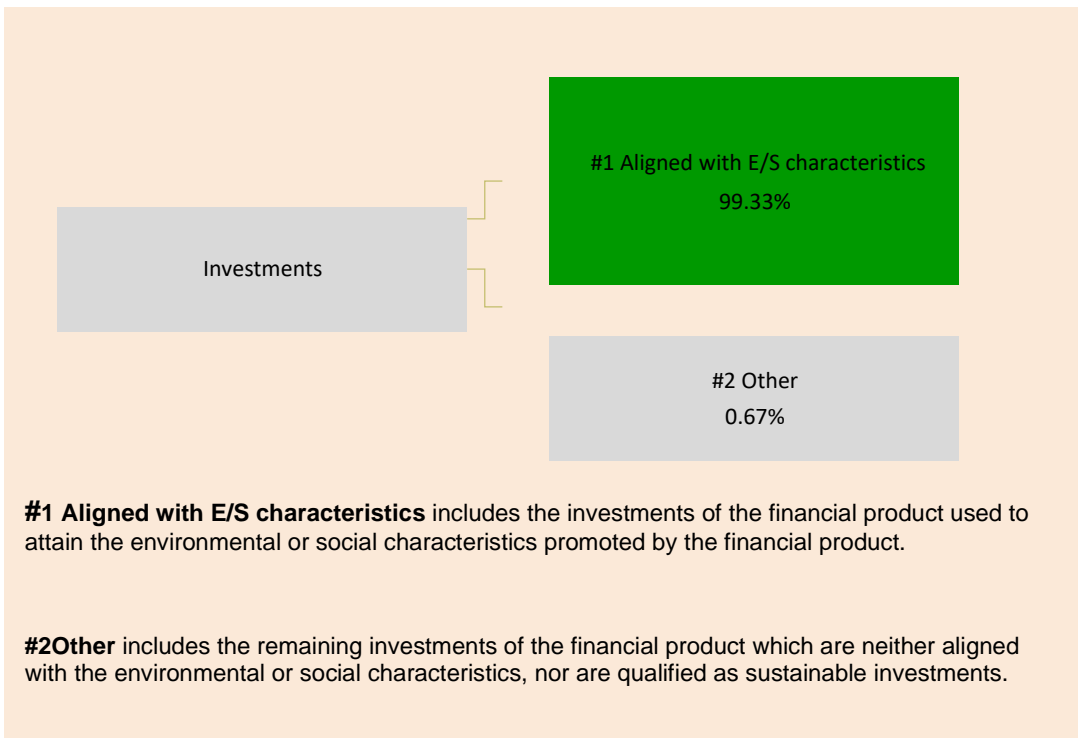 #1 Aligned with E/S characteristics
99.33%
Investments
#2 Other
0.67%
#1 Aligned with E/S characteristics includes the investments of the financial product used to
attain the environmental or social characteristics promoted by the financial product.
#2Other includes the remaining investments of the financial product which are neither aligned
with the environmental or social characteristics, nor are qualified as sustainable investments.